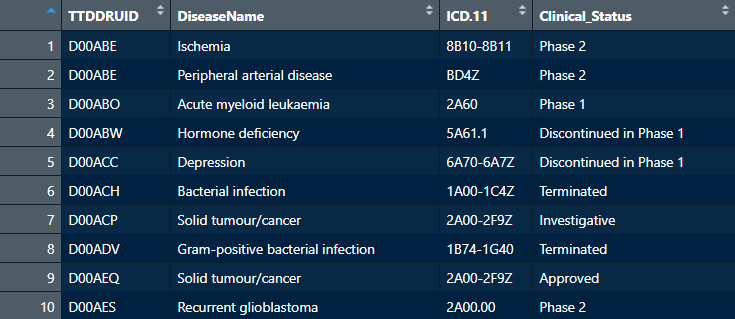 TTDDRUID DiseaseName ICD.11 Clinical_Status
1 D00ABE Ischemia 8B10-8B11 Phase 2
2 D00ABE Peripheral arterial disease BD4Z Phase 2
3 D00ABO Acute myeloid leukaemia 2A60 Phase 1
4 D00ABW Hormone deficiency 5A61.1 Discontinued in Phase 1
5 D00ACC Depression 6A70-6A7Z Discontinued in Phase 1
6 D00ACH Bacterial infection 1A00-1C4Z Terminated
7 D00ACP Solid tumour/cancer 2A00-2F9Z Investigative
8 D00ADV Gram-positive bacterial infection 1B74-1G40 Terminated
9 D00AEQ Solid tumour/cancer 2A00-2F9Z Approved
10 D00AES Recurrent glioblastoma 2A00.00 Phase 2